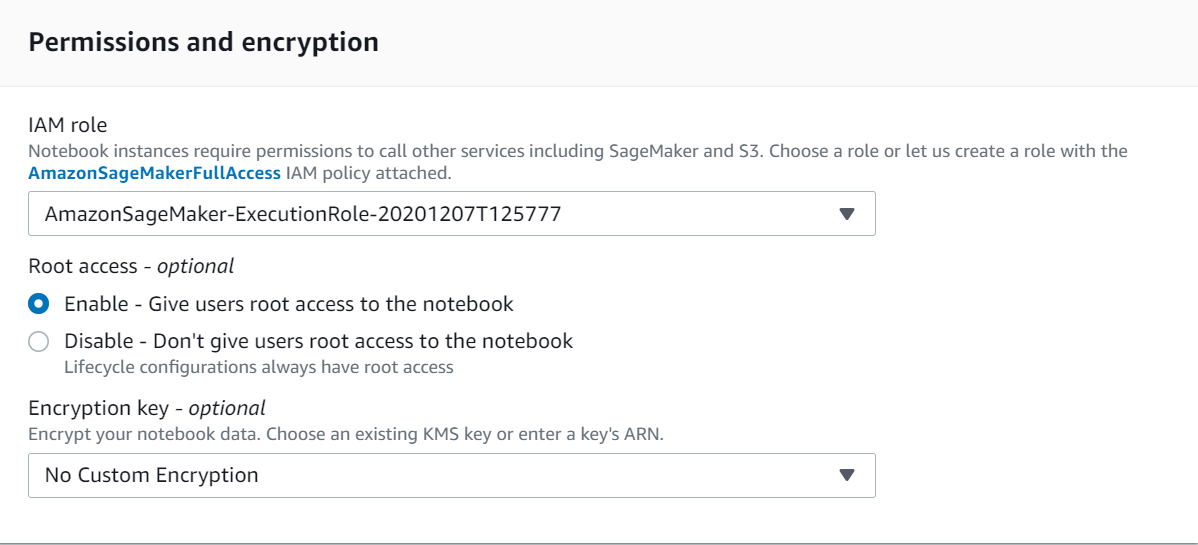 Permissions and encryption
IAM role
Notebook instances require permissions to call other services including SageMaker and S3. Choose a role or let us create a role with the
AmazonSageMakerFullAccess IAM policy attached.
AmazonSageMaker-ExecutionRole-20201207T125777
Root access - optional
Enable - Give users root access to the notebook
Disable - Don't give users root access to the notebook
Lifecycle configurations always have root access
Encryption key - optional
Encrypt your notebook data. Choose an existing KMS key or enter a key's ARN.
No Custom Encryption